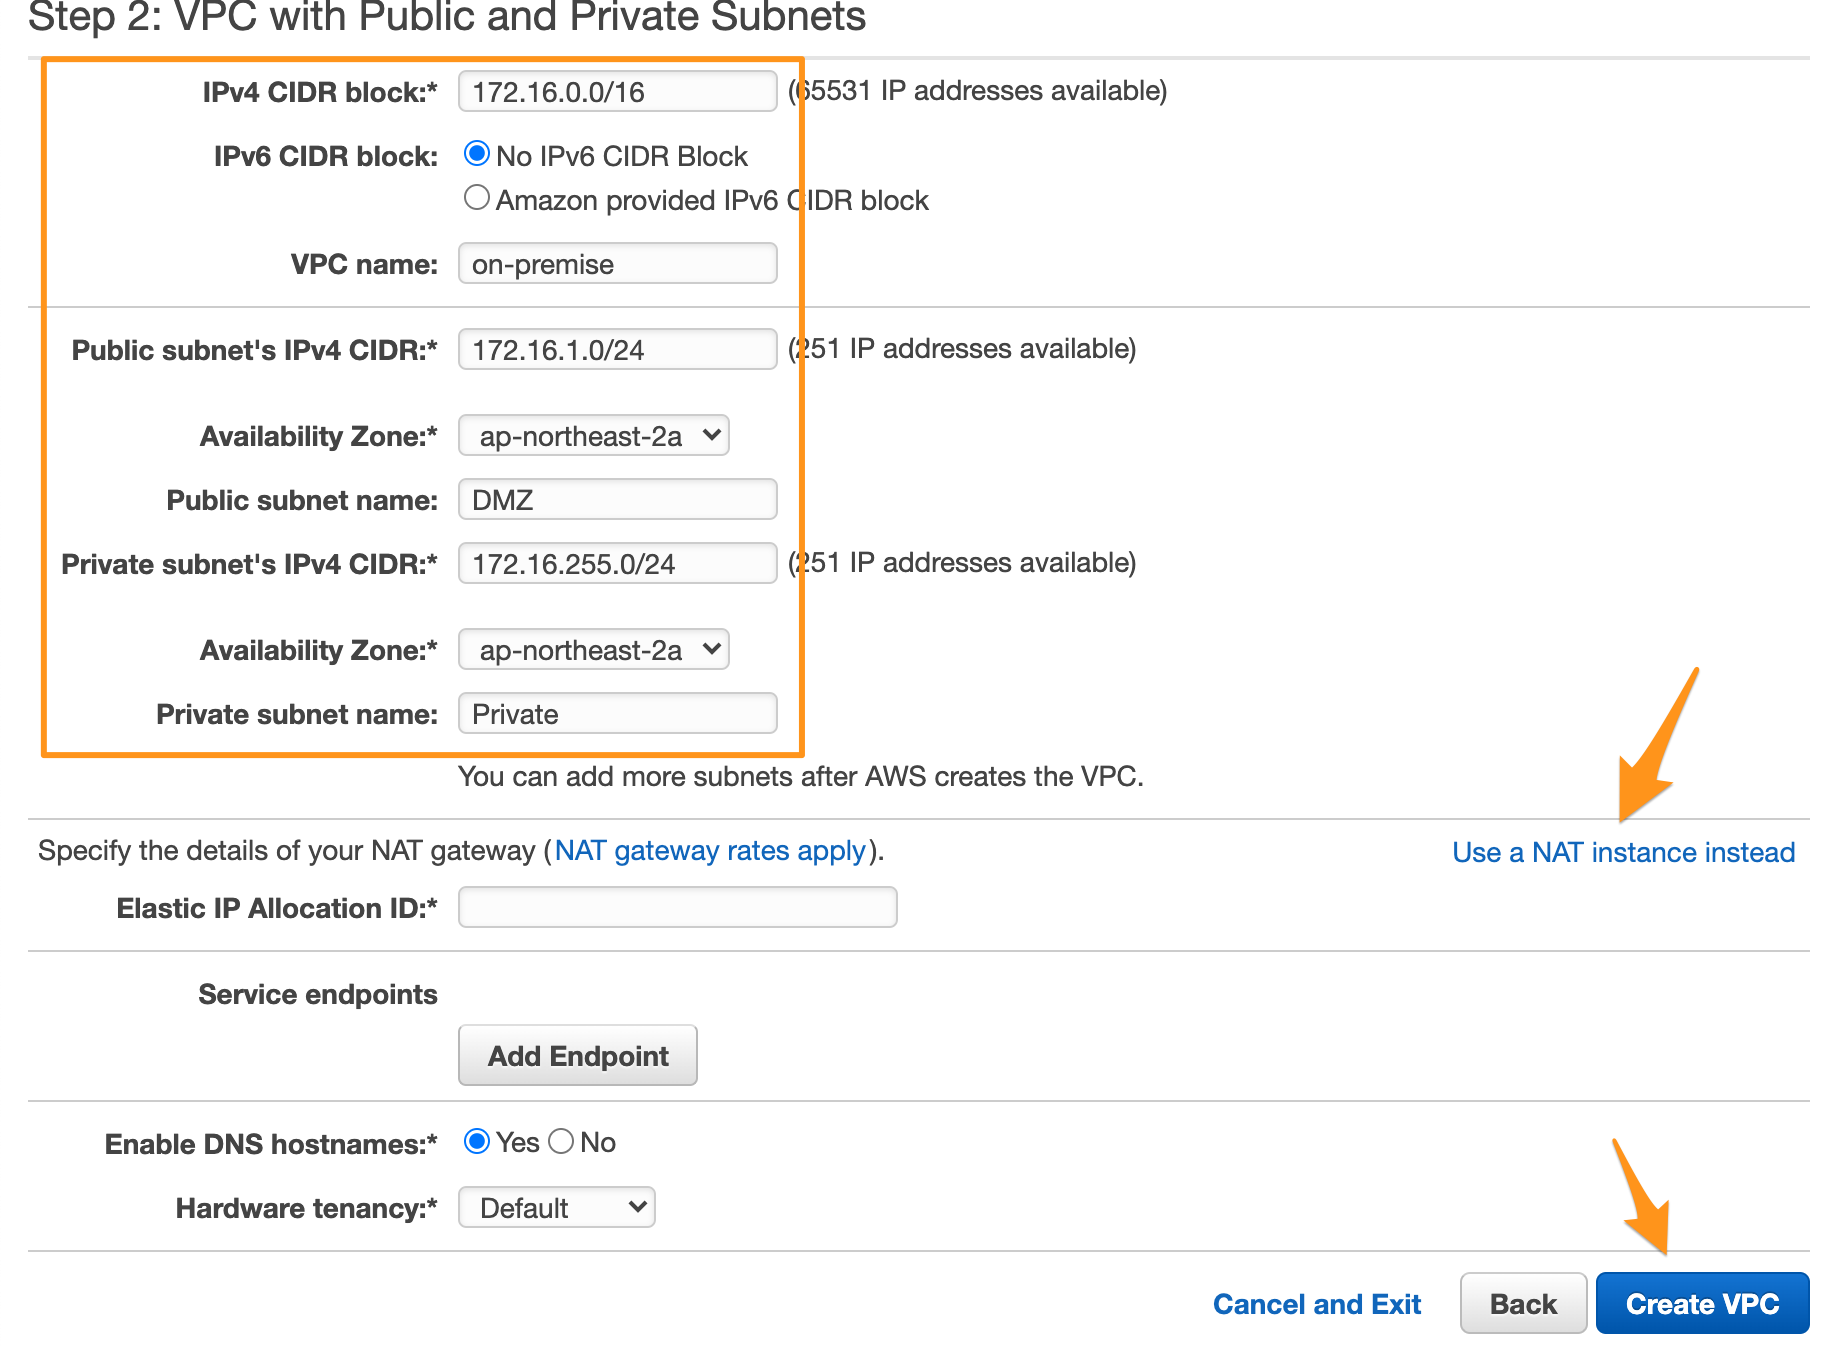 Step 2: VPC with Public and Private Subnets
IPv4 CIDR block:* 172.16.0.0/16 (65531 IP addresses available)
IPv6 CIDR block: No IPv6 CIDR Block
Amazon provided IPv6 CIDR block
VPC name: on-premise
Public subnet's IPv4 CIDR:* 172.16.1.0/24 (251 IP addresses available)
Availability Zone:* ap-northeast-2a
Public subnet name: DMZ
Private subnet's IPv4 CIDR:* 172.16.255.0/24 (251 IP addresses available)
Availability Zone:* ap-northeast-2a
Private subnet name: Private
You can add more subnets after AWS creates the VPC.
Specify the details of your NAT gateway (NAT gateway rates apply). Use a NAT instance instead
Elastic IP Allocation ID:*
Service endpoints
Add Endpoint
Enable DNS hostnames:* Yes No
Hardware tenancy:* Default
Cancel and Exit Back Create VPC